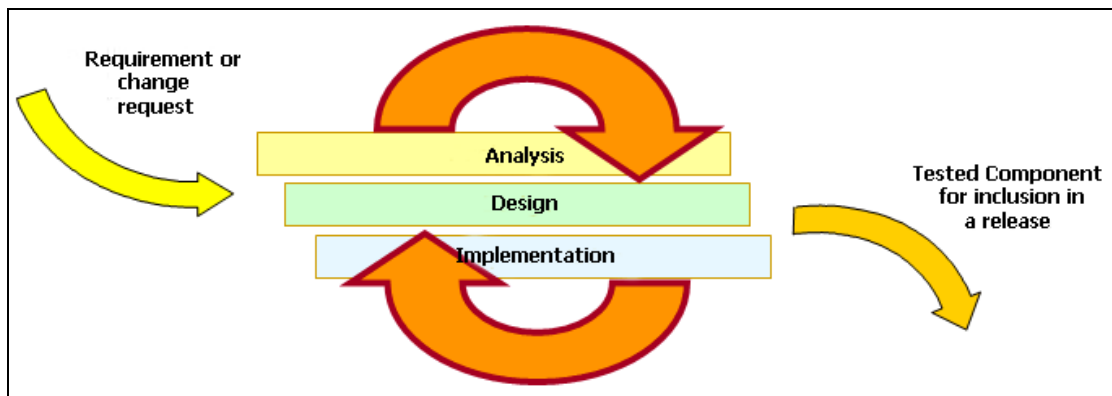 Requirement or
change
request
Analysis
Design
Implementation
Tested Component
for inclusion in
a release